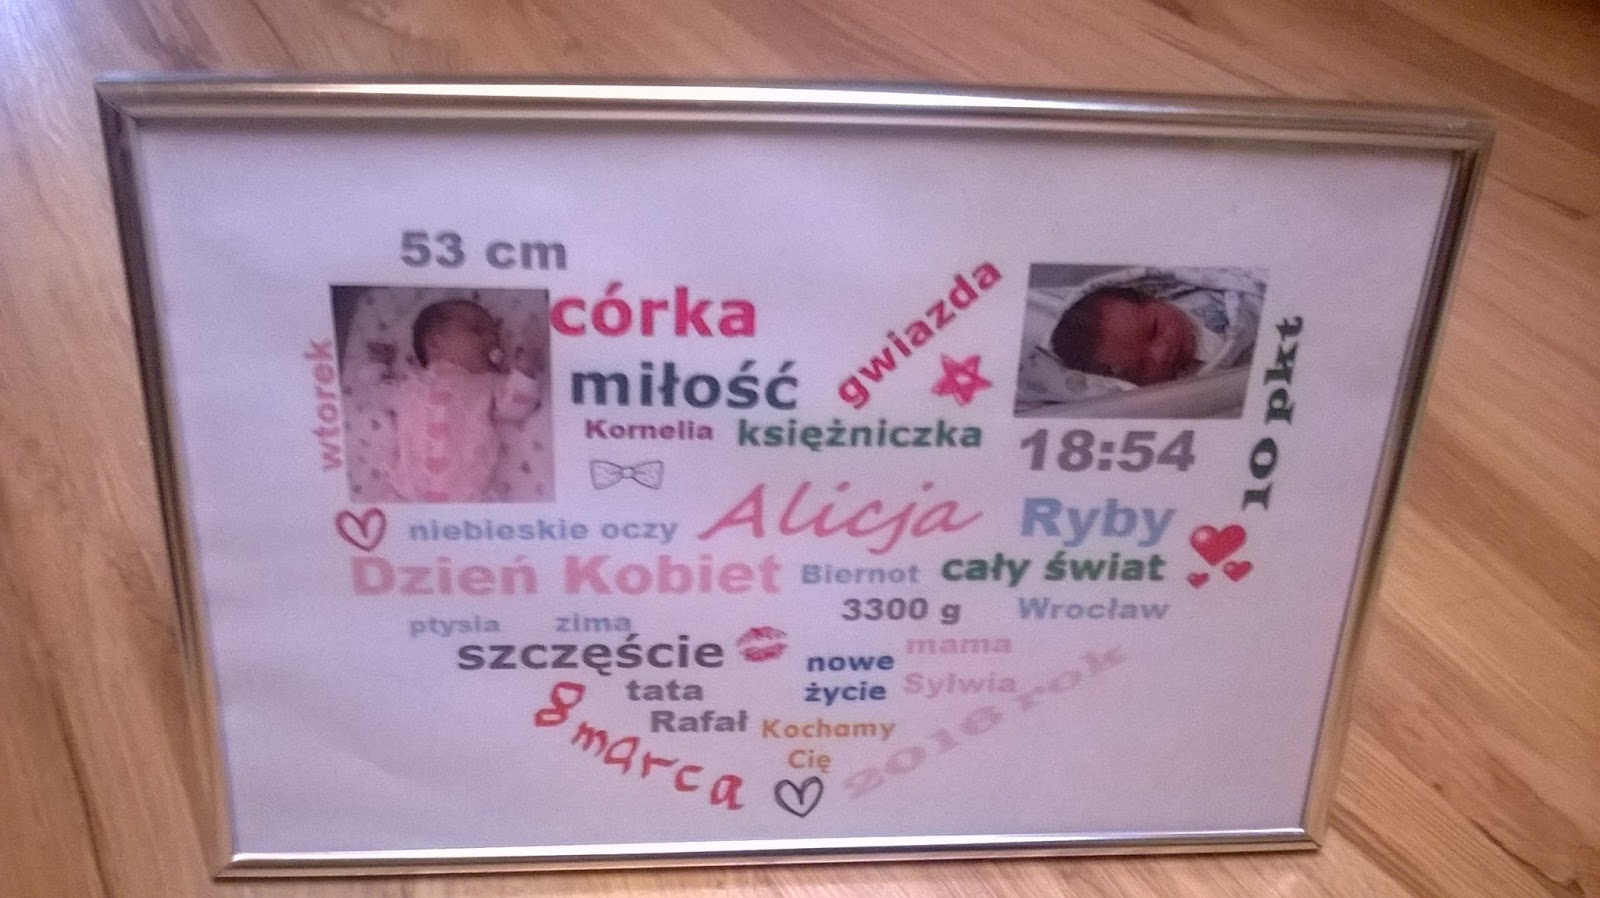 53 cm
wtorek
córka
gwiazda
10 pkt
miłość
Kornelia
księżniczka
18:54
niebieskie oczy
Alicja
Ryby
Dzień Kobiet
Biernot
cały świat
3300 g
Wrocław
ptysia
zima
szczęście
nowe
życie
mama
Sylwia
tata
Rafał
Kochamy
Cię
8 marca
2016 rok